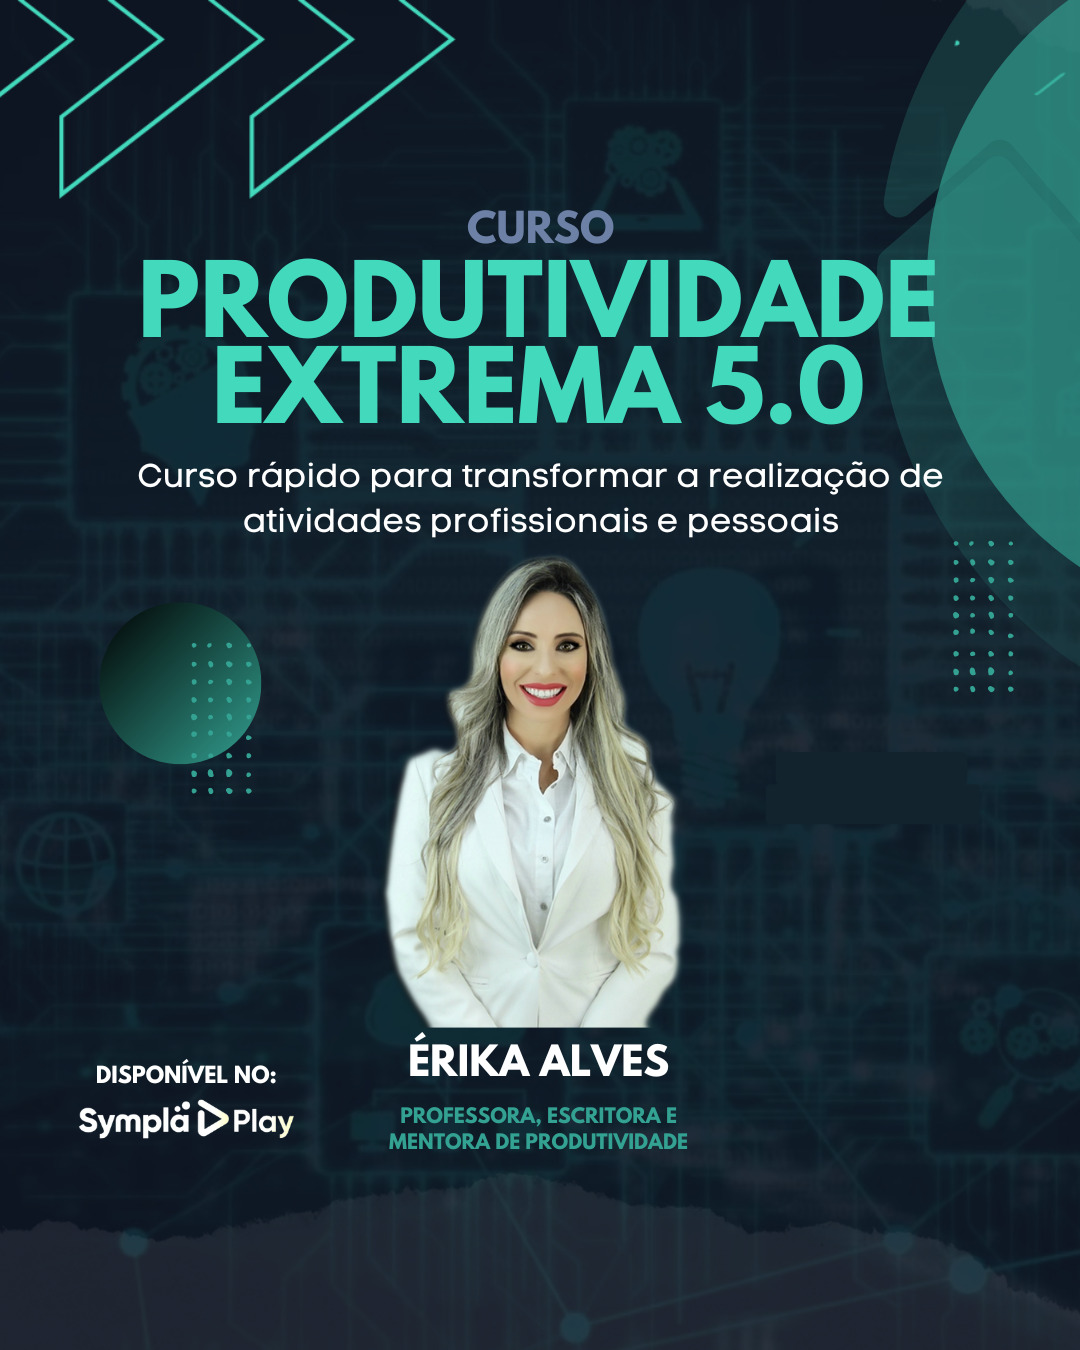 CURSO
PRODUTIVIDADE
EXTREMA 5.0
Curso rápido para transformar a realização de
atividades profissionais e pessoais
ÉRIKA ALVES
PROFESSORA, ESCRITORA E
MENTORA DE PRODUTIVIDADE
DISPONÍVEL NO:
Symplä Play